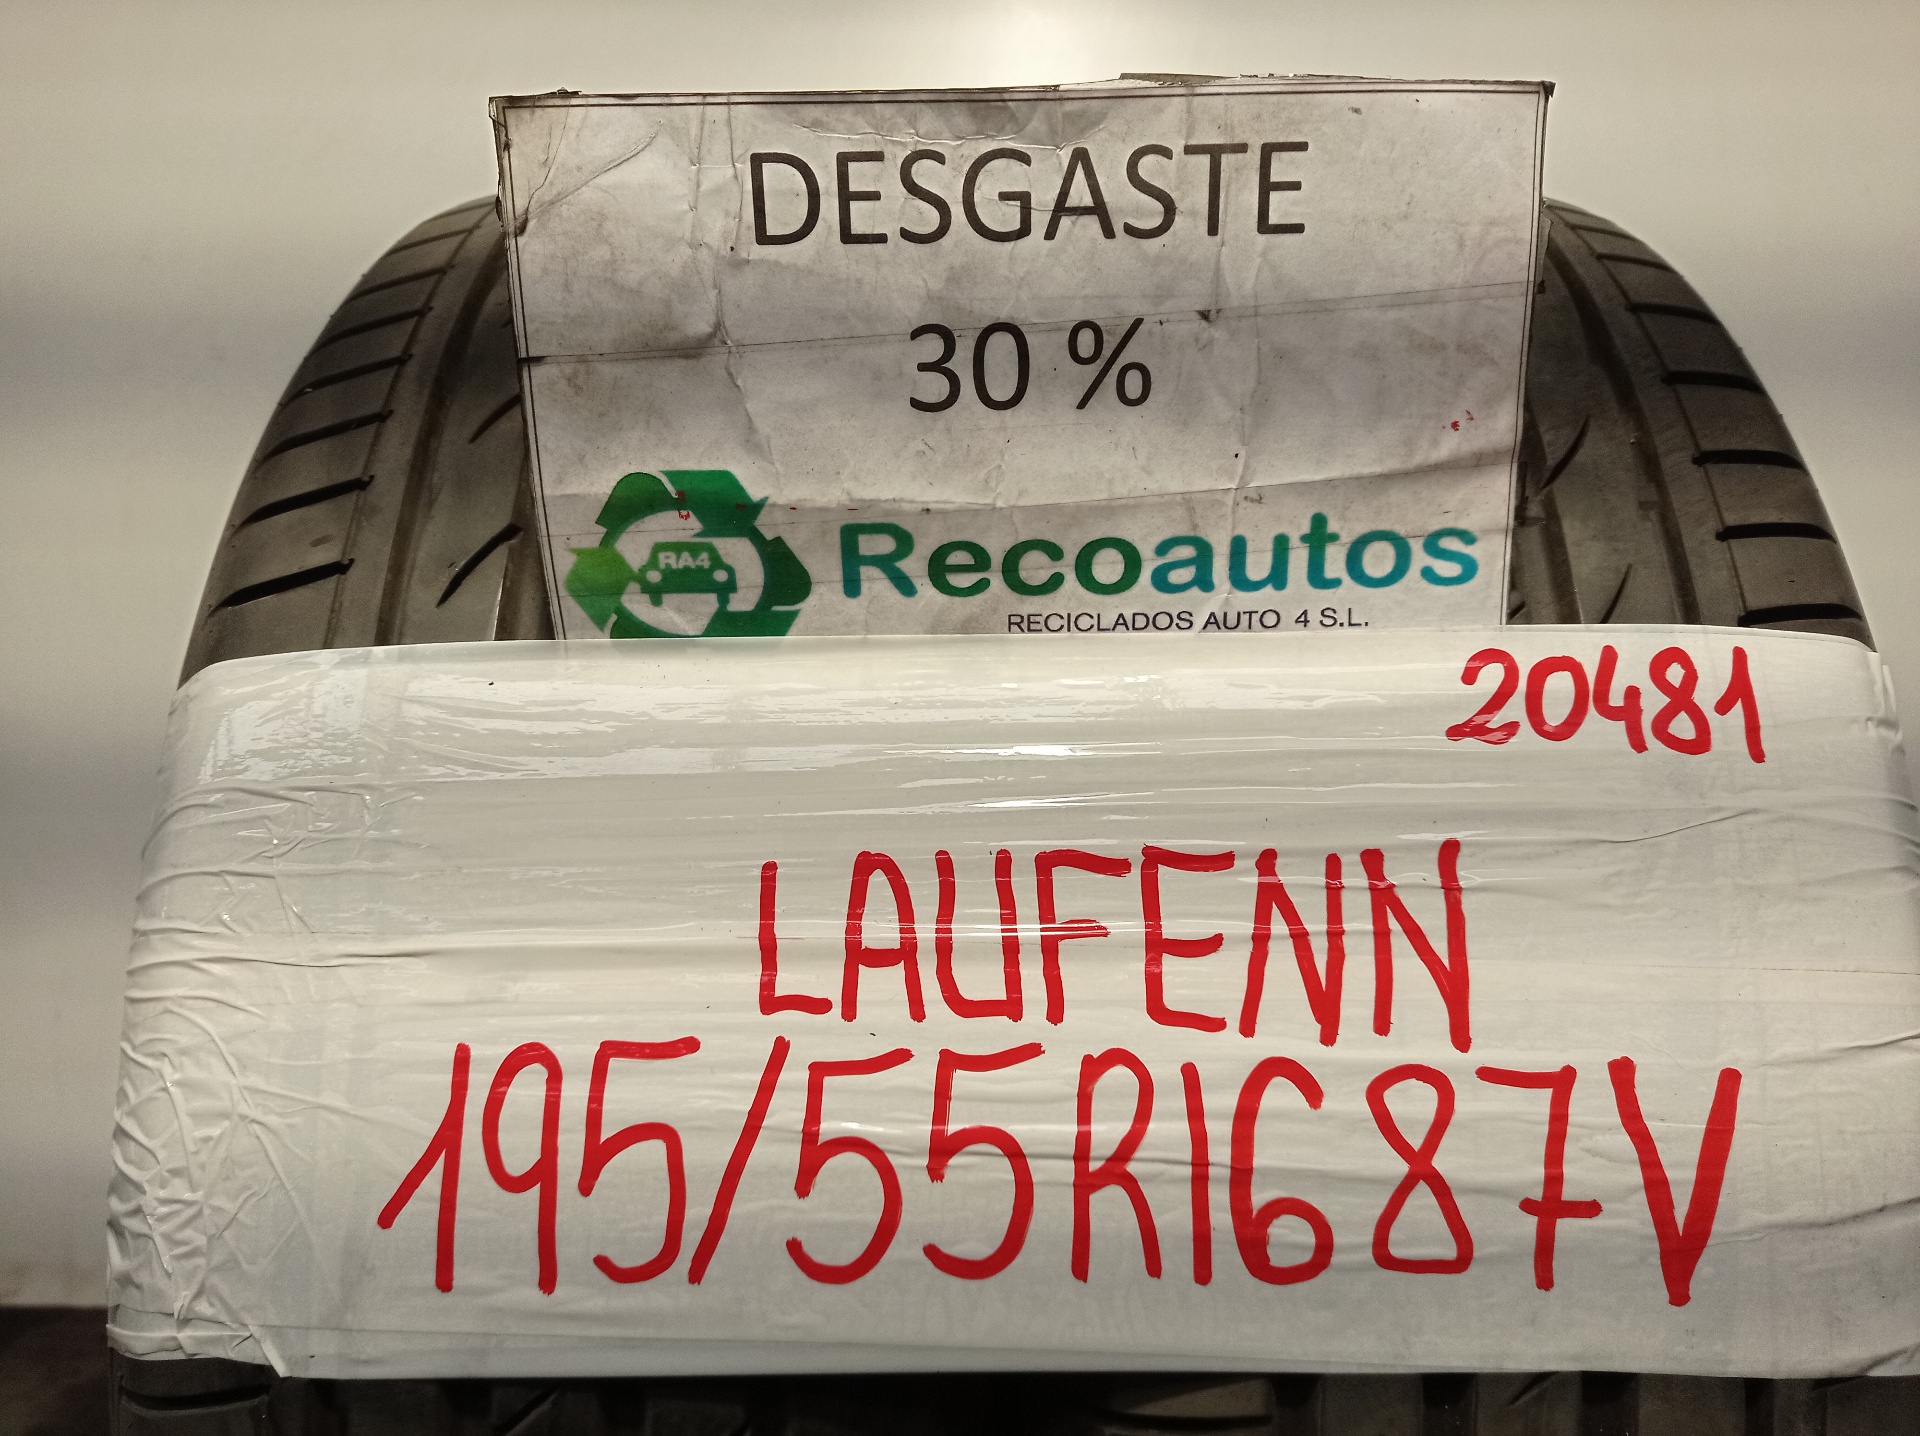 DESGASTE
30 %
RA4
Recoautos
RECICLADOS AUTO 4 S.L.
20481
LAUFENN
195/55R1687V